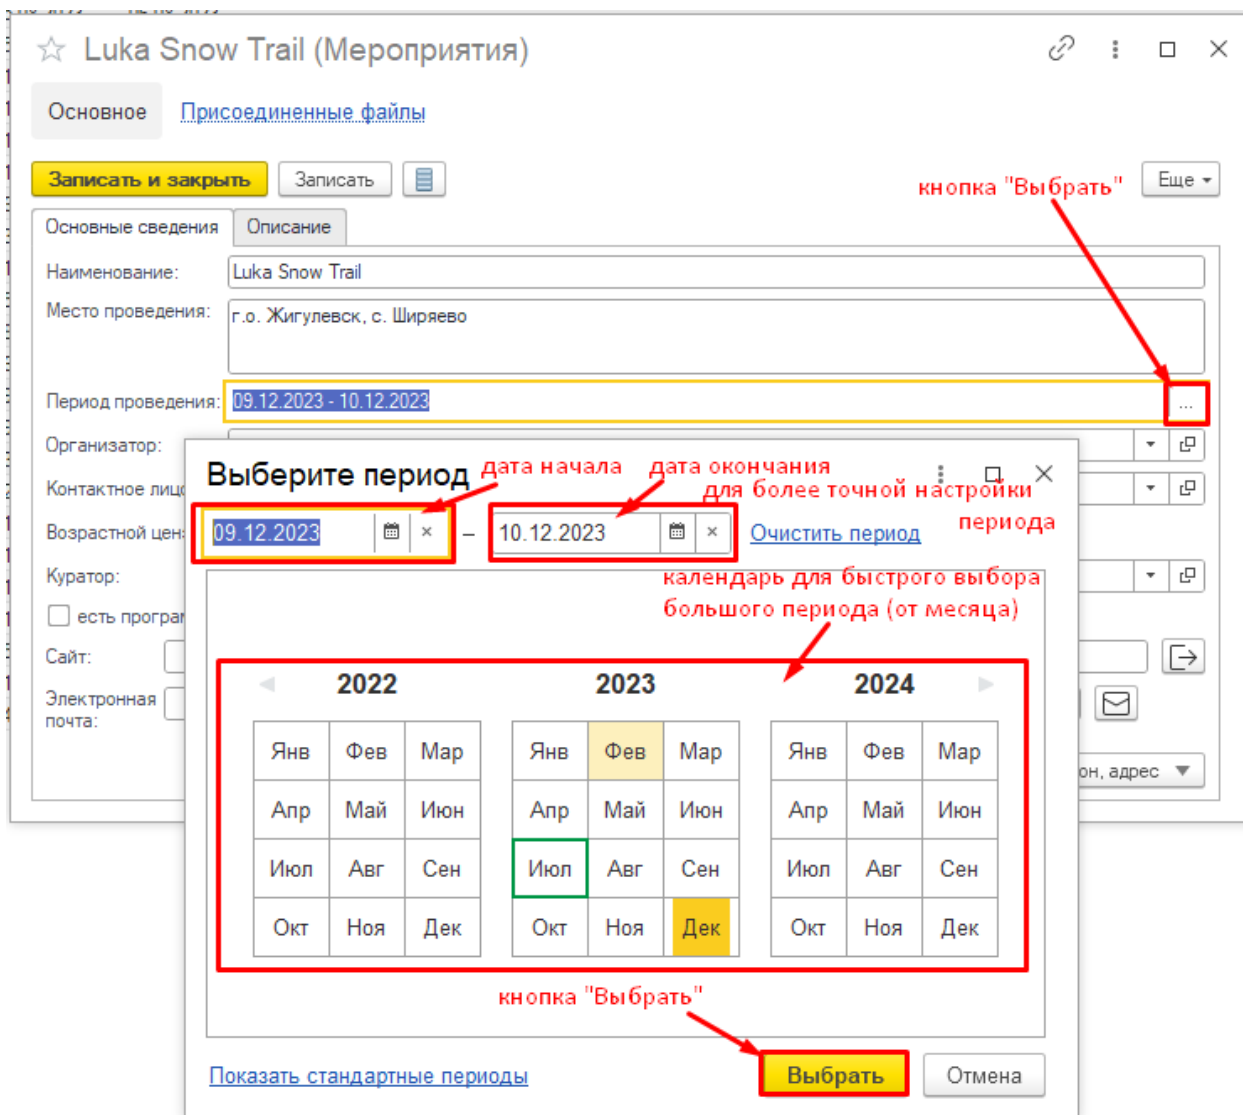 Luka Snow Trail (Мероприятия)
Основное Присоединенные файлы
Записать и закрыть Записать Еще
кнопка "Выбрать"
Основные сведения Описание
Наименование: Luka Snow Trail
Место проведения: г.о. Жигулевск, с. Ширяево
Период проведения: 09.12.2023 - 10.12.2023 ...
Организатор:
Выберите период дата начала дата окончания
для более точной настройки
периода
Контактное лицо
Возрастной цен
09.12.2023 × – 10.12.2023 × Очистить период
Куратор:
календарь для быстрого выбора
большого периода (от месяца)
есть програ
Сайт:
Электронная
почта:
2022 2023 2024
Янв Фев Мар Янв Фев Мар Янв Фев Мар
он, адрес
Апр Май Июн Апр Май Июн Апр Май Июн
Июл Авг Сен Июл Авг Сен Июл Авг Сен
Окт Ноя Дек Окт Ноя Дек Окт Ноя Дек
кнопка "Выбрать"
Показать стандартные периоды Выбрать Отмена